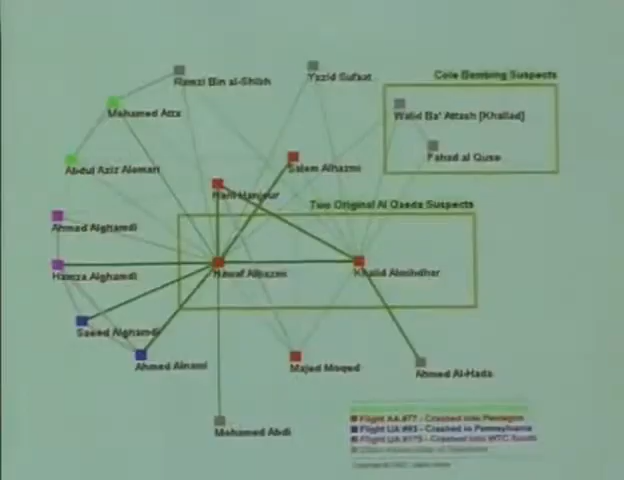 Ramzi Bin al-Shibh
Yazid Sufaat
Cole Bombing Suspects
Mohamed Atta
Walid Ba' Attash [Khallad]
Fahad al Quso
Abdul Aziz Alomari
Salem Alhazmi
Hani Hanjour
Two Original Al Qaeda Suspects
Ahmed Alghamdi
Hamza Alghamdi
Nawaf Alhazmi
Khalid Almihdhar
Saeed Alghamdi
Ahmed Alnami
Majed Moqed
Ahmed Al-Hada
Mohamed Abdi
Flight AA #77 - Crashed into Pentagon
Flight UA #93 - Crashed in Pennsylvania
Flight UA #175 - Crashed into WTC South